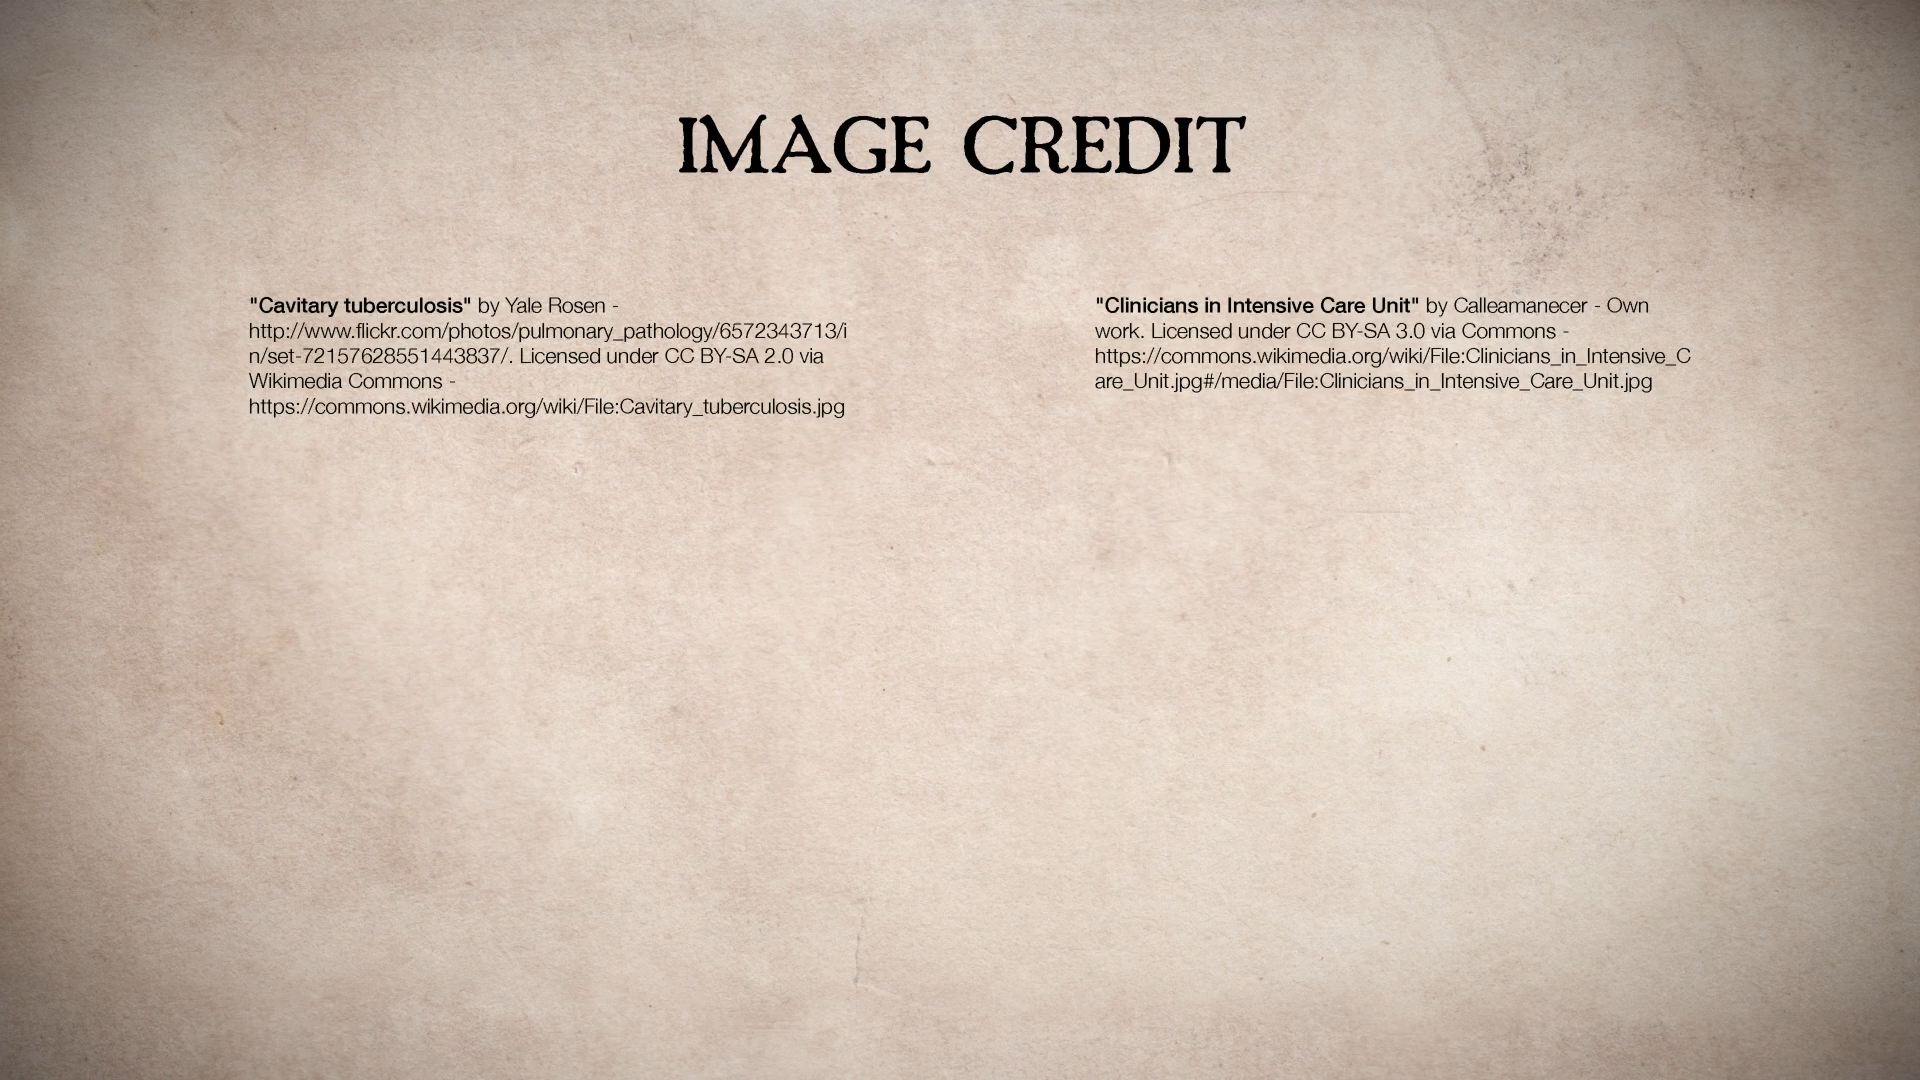 IMAGE CREDIT
"Cavitary tuberculosis" by Yale Rosen -
http://www.flickr.com/photos/pulmonary_pathology/6572343713/i
n/set-72157628551443837/. Licensed under CC BY-SA 2.0 via
Wikimedia Commons -
https://commons.wikimedia.org/wiki/File:Cavitary_tuberculosis.jpg
"Clinicians in Intensive Care Unit" by Calleamanecer - Own
work. Licensed under CC BY-SA 3.0 via Commons -
https://commons.wikimedia.org/wiki/File:Clinicians_in_Intensive_C
are_Unit.jpg#/media/File:Clinicians_in_Intensive_Care_Unit.jpg